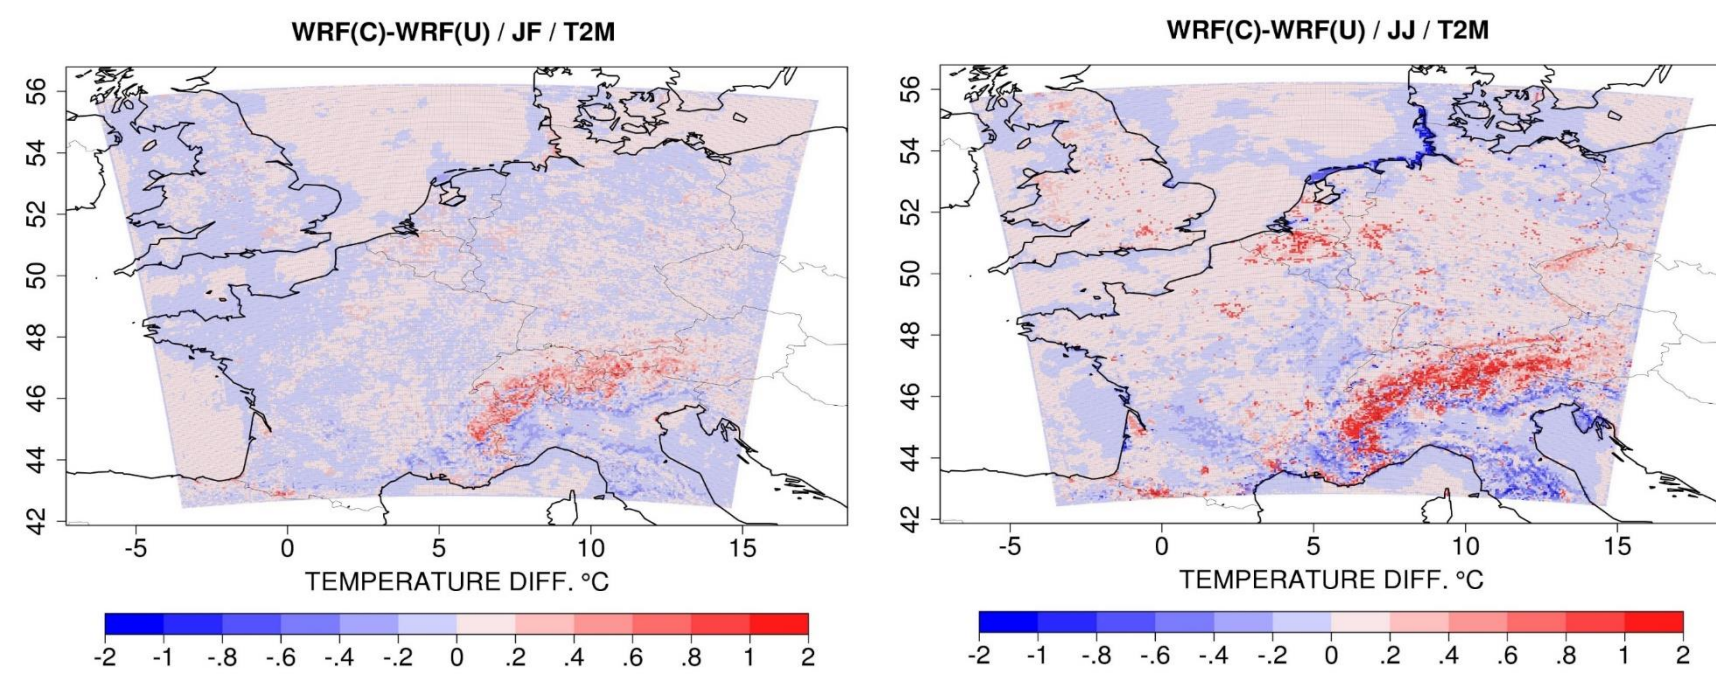 WRF(C)-WRF(U) / JF / T2M
56
54
52
50
48
46
44
42
-5 0 5 10 15
TEMPERATURE DIFF. °C
-2 -1 -.8 -.6 -.4 -.2 0 .2 .4 .6 .8 1 2
WRF(C)-WRF(U) / JJ / T2M
56
54
52
50
48
46
44
42
-5 0 5 10 15
TEMPERATURE DIFF. °C
-2 -1 -.8 -.6 -.4 -.2 0 .2 .4 .6 .8 1 2